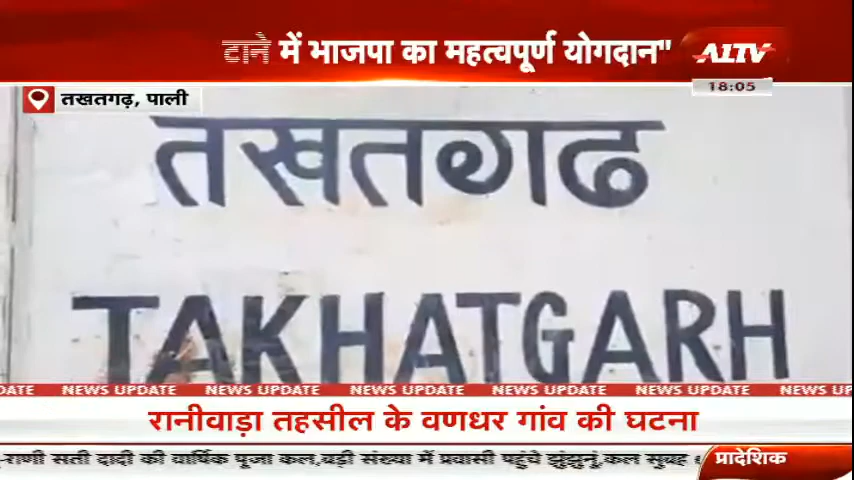 टाने में भाजपा का महत्वपूर्ण योगदान"
ALTV
18:05
तखतगढ़, पाली
तखतगढ
TAKHATGARH
NEWS UPDATE NEWS UPDATE NEWS UPDATE NEWS UPDATE NEWS UPDATE
रानीवाड़ा तहसील के वणधर गांव की घटना
-राणी सती दादी की वार्षिक पूजा कल,बड़ी संख्या में प्रवासी पहुंचे झुंझुनूं,कल सुबह
प्रादेशिक